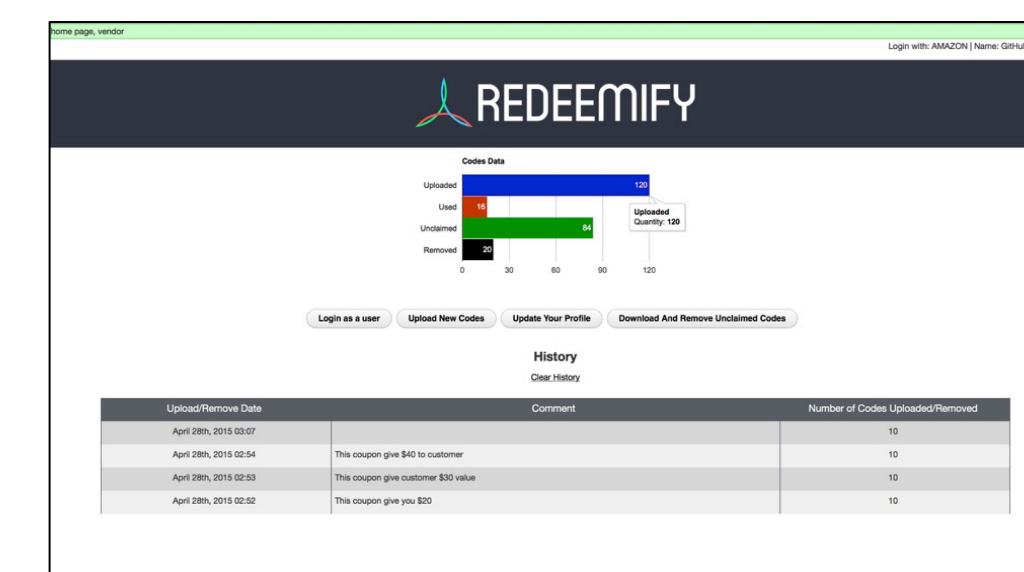 home page, vendor
Login with: AMAZON | Name: GitHub
REDEEMIFY
Codes Data
Uploaded 120
Used 16
Uploaded
Quantity: 120
Unclaimed 84
Removed 20
0 30 60 90 120
Login as a user Upload New Codes Update Your Profile Download And Remove Unclaimed Codes
History
Clear History
Upload/Remove Date Comment Number of Codes Uploaded/Removed
April 28th, 2015 03:07 10
April 28th, 2015 02:54 This coupon give $40 to customer 10
April 28th, 2015 02:53 This coupon give customer $30 value 10
April 28th, 2015 02:52 This coupon give you $20 10